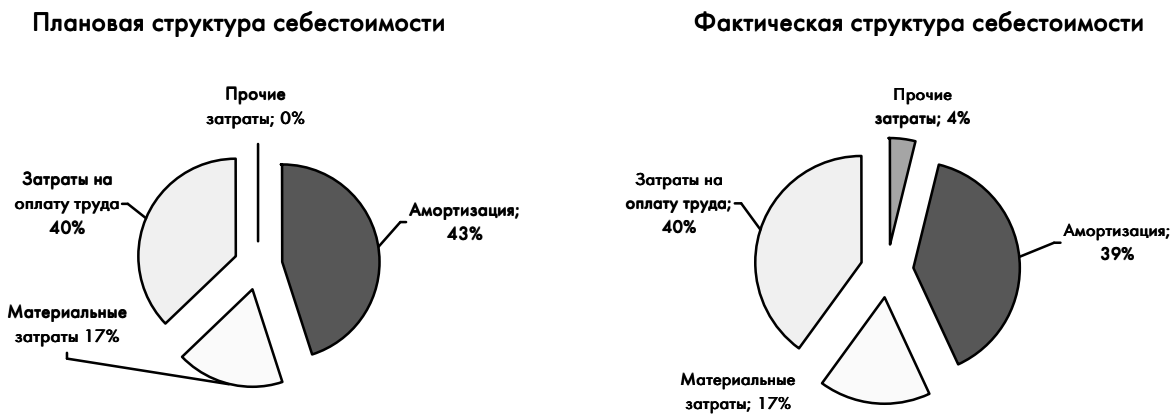 Плановая структура себестоимости
Прочие
затраты; 0%
Затраты на
оплату труда
40%
Амортизация;
43%
Материальные
затраты 17%
Фактическая структура себестоимости
Прочие
затраты; 4%
Затраты на
оплату труда;
40%
Амортизация;
39%
Материальные
затраты; 17%